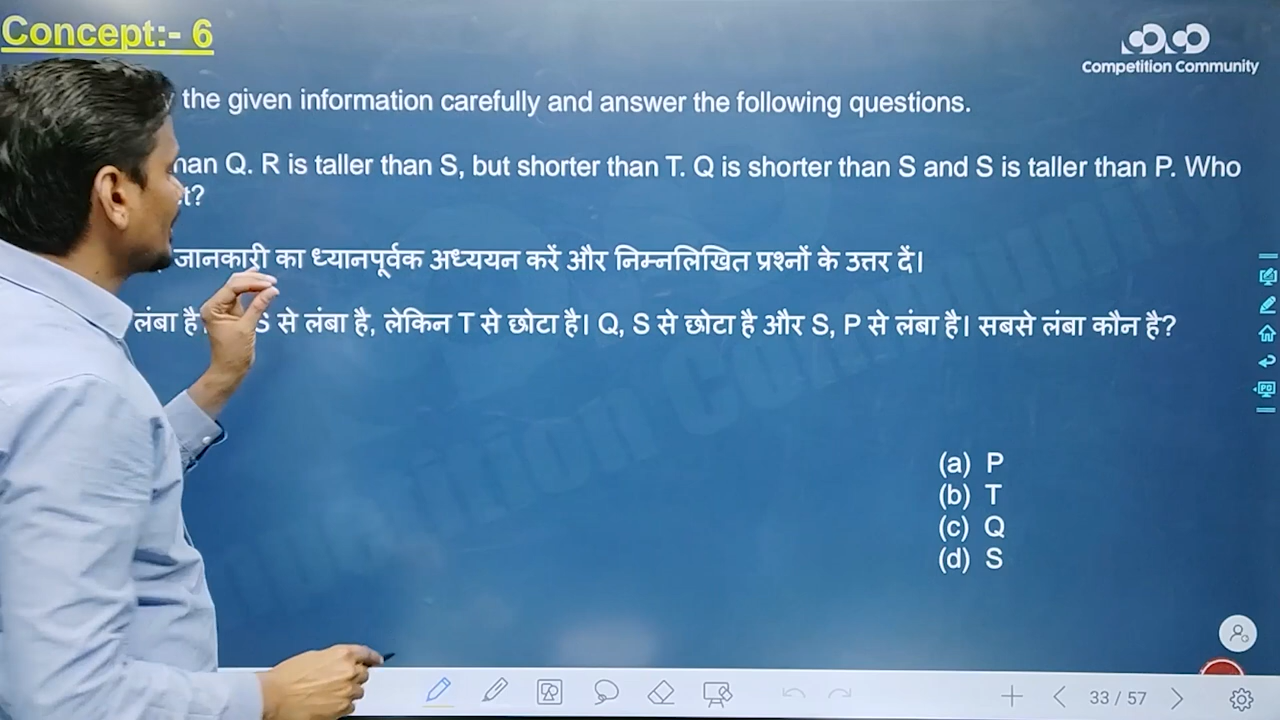 Concept:- 6
Competition Community
the given information carefully and answer the following questions.
Q. R is taller than S, but shorter than T. Q is shorter than S and S is taller than P. Who
जानकारी का ध्यानपूर्वक अध्ययन करें और निम्नलिखित प्रश्नों के उत्तर दें।
लंबा है S से लंबा है, लेकिन T से छोटा है। Q, S से छोटा है और S, P से लंबा है। सबसे लंबा कौन है?
(a) P
(b) T
(c) Q
(d) S
33 / 57